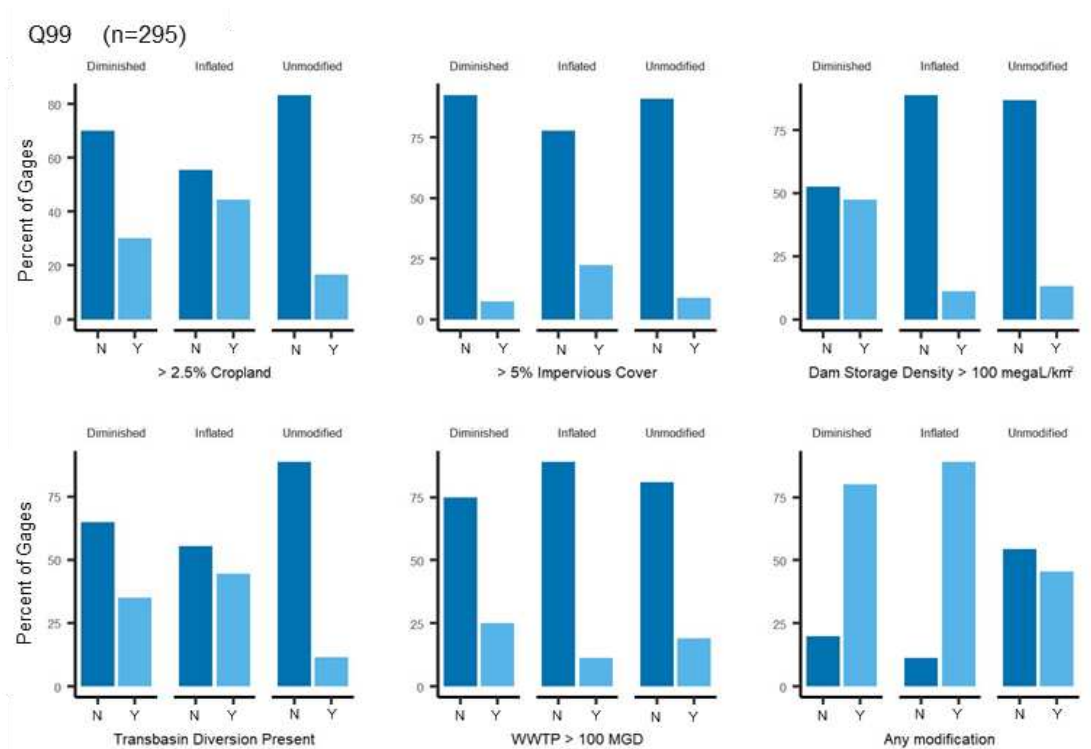 Q99 (n=295)
Diminished Inflated Unmodified
Percent of Gages
80
60
40
20
0
N Y N Y N Y
> 2.5% Cropland
Diminished Inflated Unmodified
75
50
25
0
N Y N Y N Y
> 5% Impervious Cover
Diminished Inflated Unmodified
75
50
25
0
N Y N Y N Y
Dam Storage Density > 100 megaL/km²
Diminished Inflated Unmodified
Percent of Gages
75
50
25
0
N Y N Y N Y
Transbasin Diversion Present
Diminished Inflated Unmodified
75
50
25
0
N Y N Y N Y
WWTP > 100 MGD
Diminished Inflated Unmodified
75
50
25
0
N Y N Y N Y
Any modification